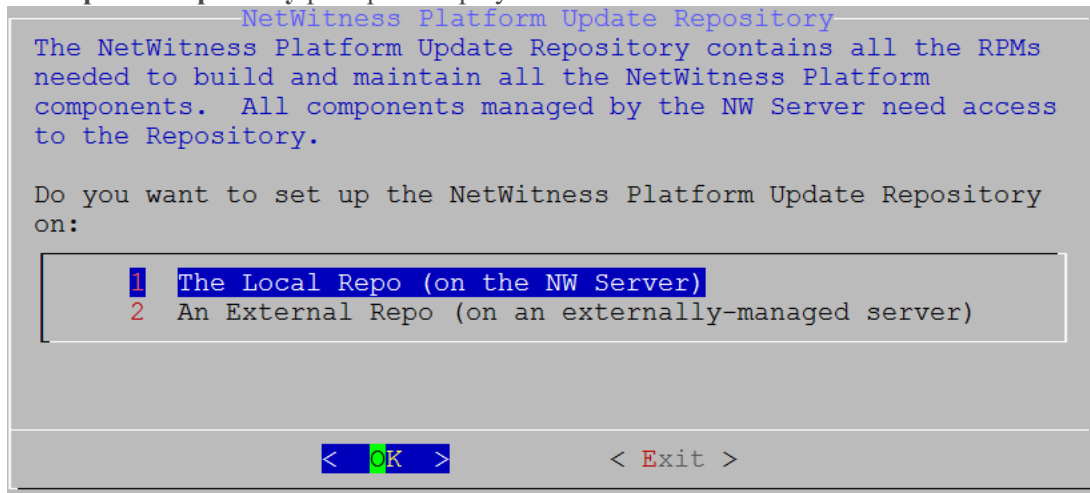 NetWitness Platform Update Repository
The NetWitness Platform Update Repository contains all the RPMs
needed to build and maintain all the NetWitness Platform
components.  All components managed by the NW Server need access
to the Repository.
Do you want to set up the NetWitness Platform Update Repository
on:
1 The Local Repo (on the NW Server)
2 An External Repo (on an externally-managed server)
< OK > < Exit >